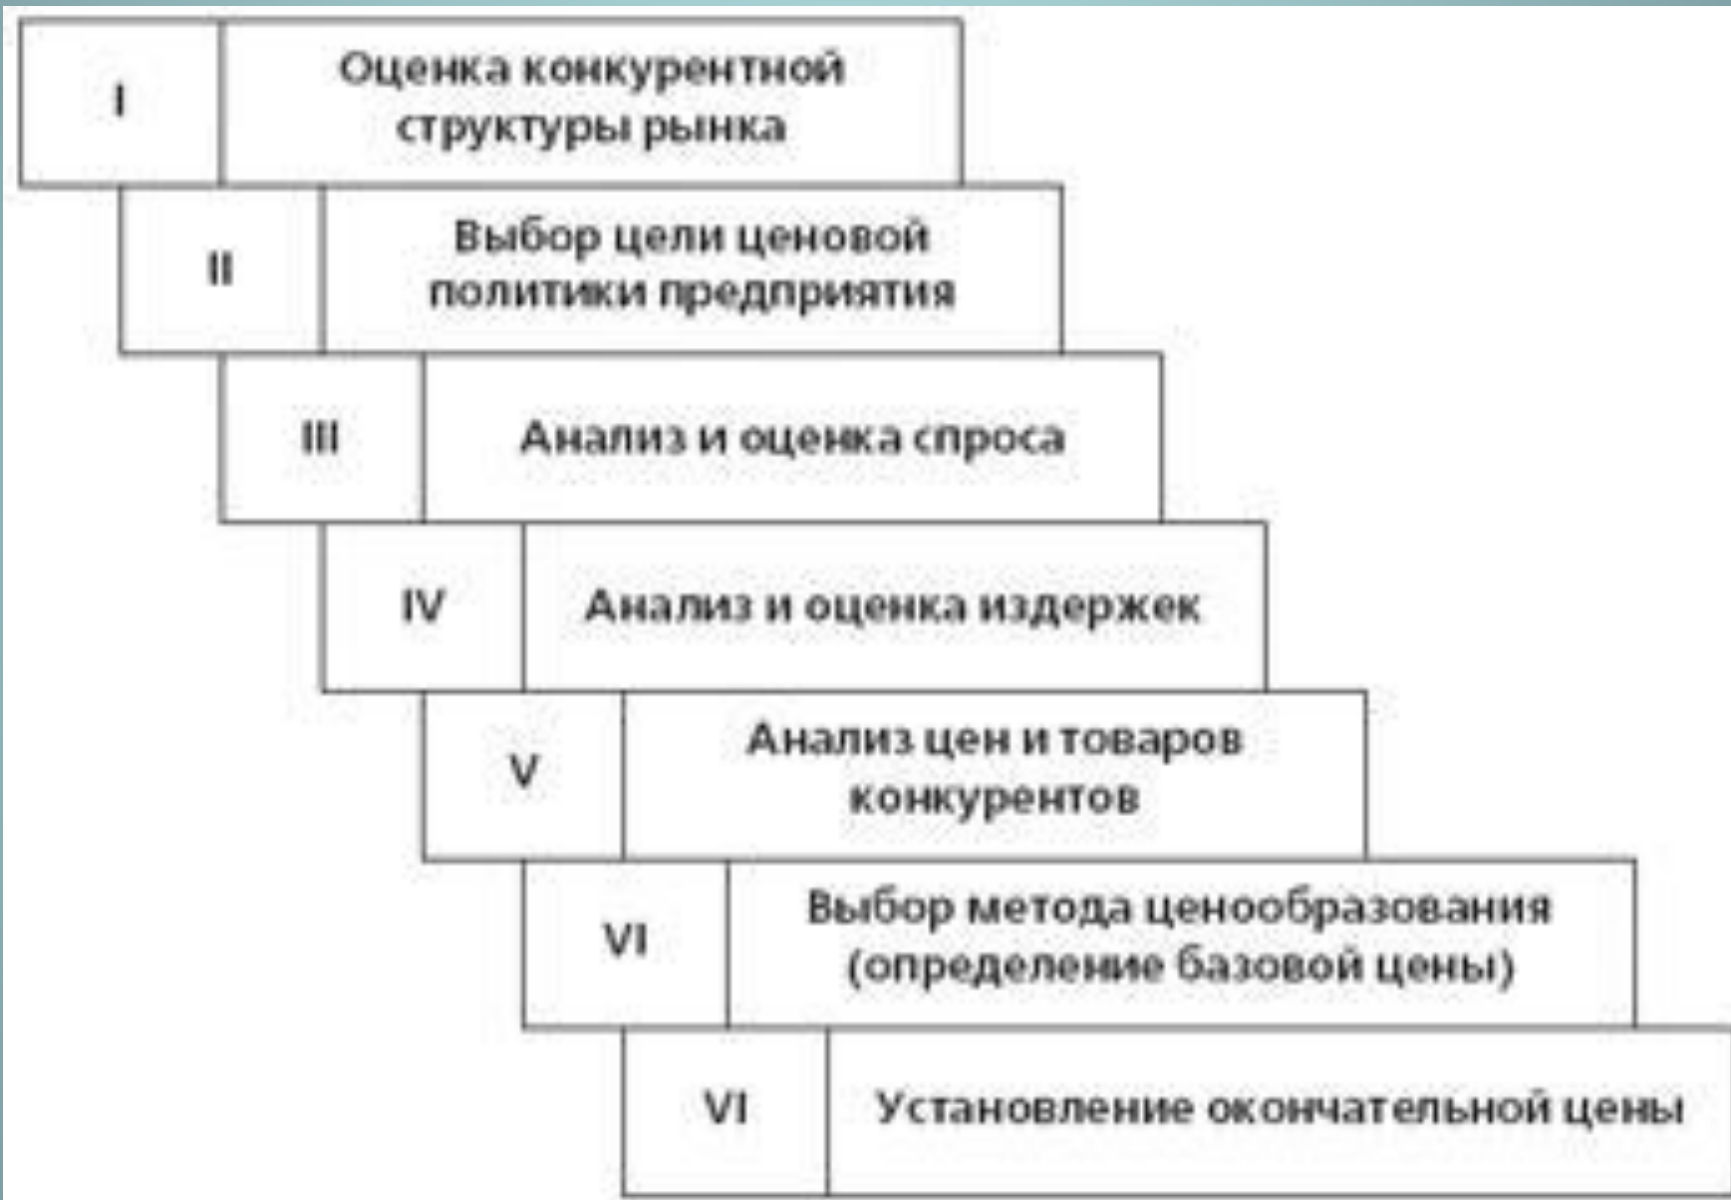 I
Оценка конкурентной
структуры рынка
II
Выбор цели ценовой
политики предприятия
III
Анализ и оценка спроса
IV
Анализ и оценка издержек
V
Анализ цен и товаров
конкурентов
VI
Выбор метода ценообразования
(определение базовой цены)
VI
Установление окончательной цены